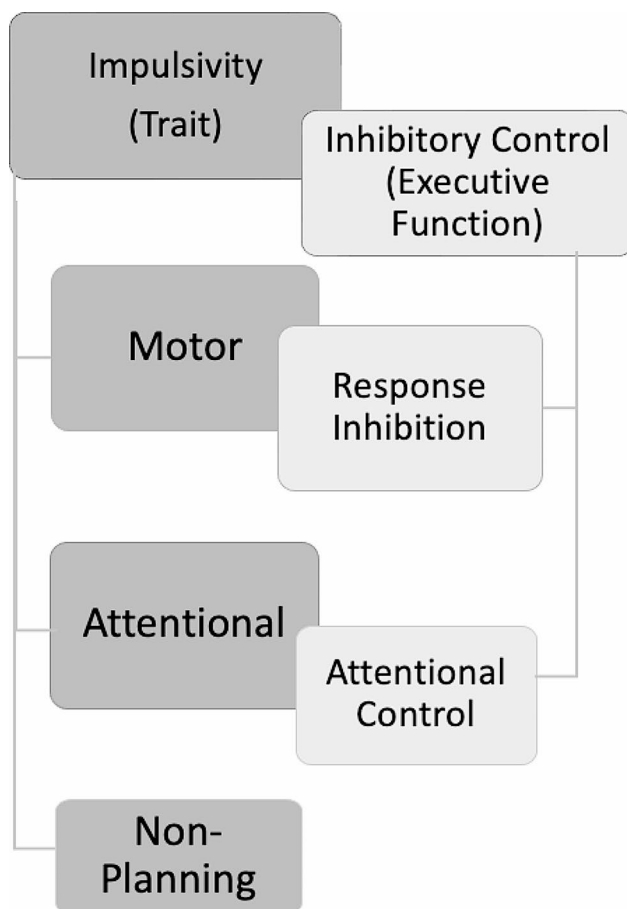 Impulsivity
(Trait)
Inhibitory Control
(Executive
Function)
Motor
Response
Inhibition
Attentional
Attentional
Control
Non-
Planning